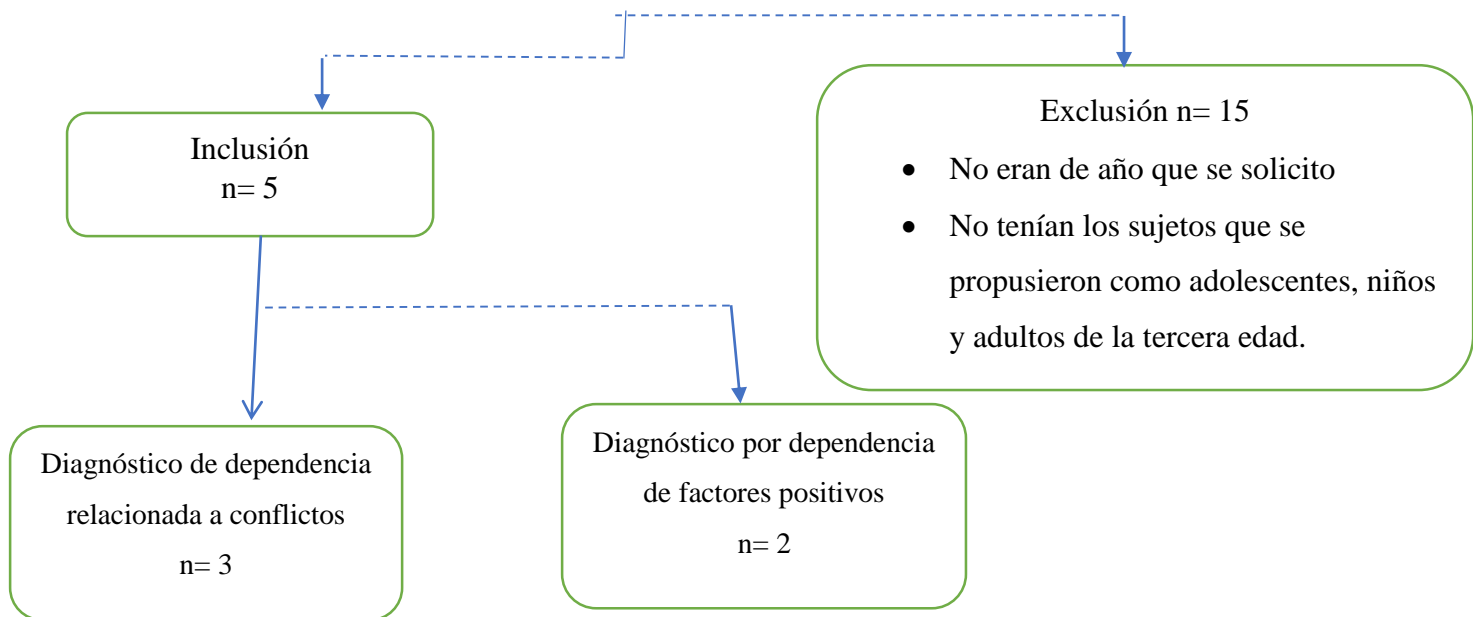 Inclusión
n= 5
Exclusión n= 15
• No eran de año que se solicito
• No tenían los sujetos que se
propusieron como adolescentes, niños
y adultos de la tercera edad.
Diagnóstico de dependencia
relacionada a conflictos
n= 3
Diagnóstico por dependencia
de factores positivos
n= 2